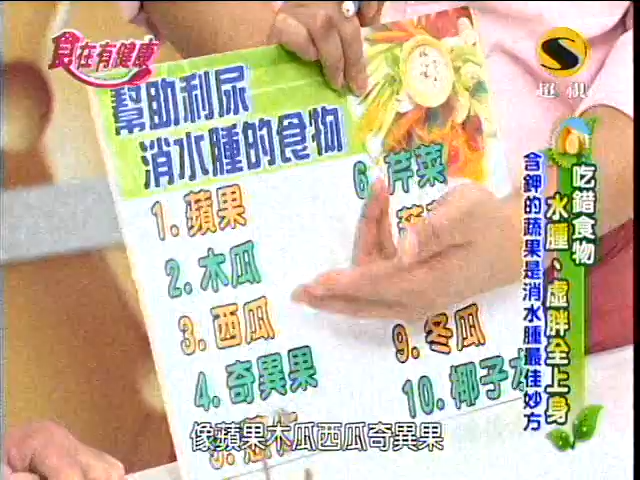 食在有健康
超視
幫助利尿
消水腫的食物
1. 蘋果
2. 木瓜
3. 西瓜
4. 奇異果
6. 芹菜
9. 冬瓜
10. 椰子水
吃錯食物
水腫、虛胖全上身
含鉀的蔬果是消水腫最佳妙方
像蘋果木瓜西瓜奇異果